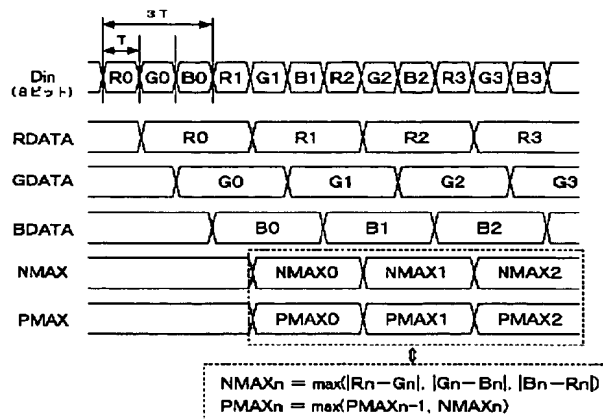 3T
T
Din R0 G0 B0 R1 G1 B1 R2 G2 B2 R3 G3 B3
(8ビット)
RDATA R0 R1 R2 R3
GDATA G0 G1 G2 G3
BDATA B0 B1 B2
NMAX NMAX0 NMAX1 NMAX2
PMAX PMAX0 PMAX1 PMAX2
⇕
NMAXn = max(|Rn-Gn|, |Gn-Bn|, |Bn-Rn|)
PMAXn = max(PMAXn-1, NMAXn)